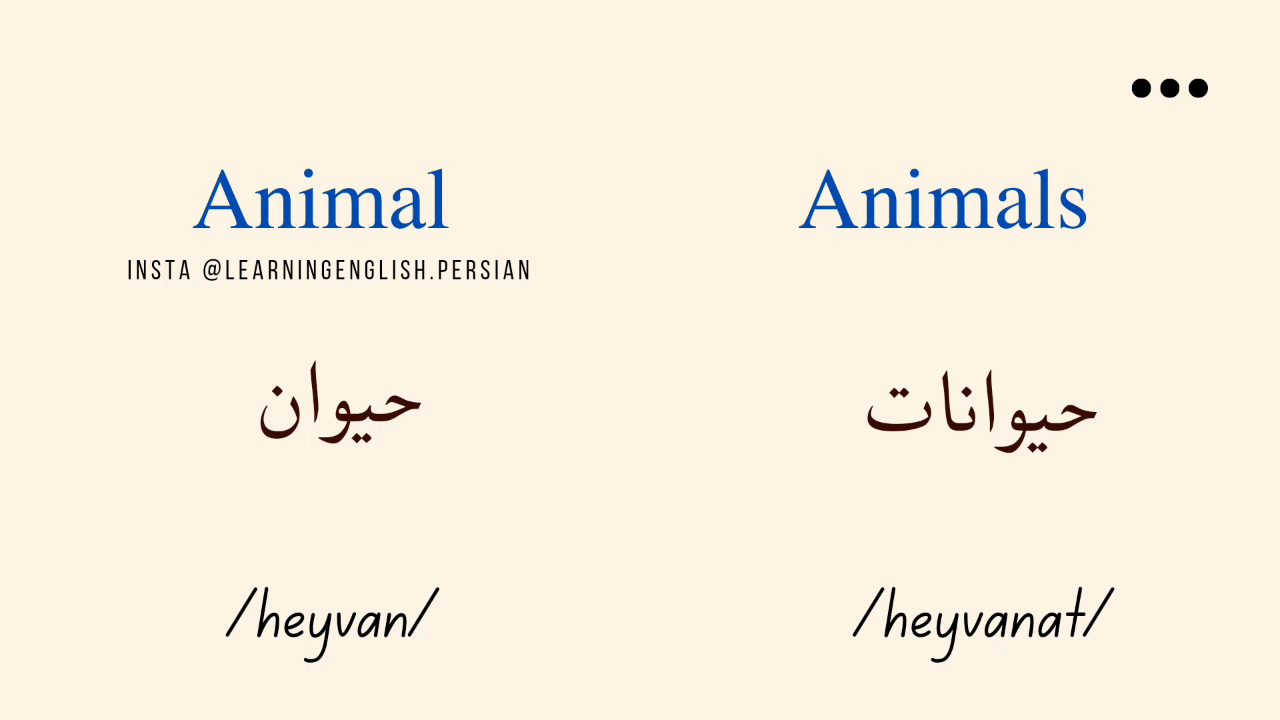 Animal
INSTA @LEARNINGENGLISH.PERSIAN
حیوان
/heyvan/
Animals
حیوانات
/heyvanat/